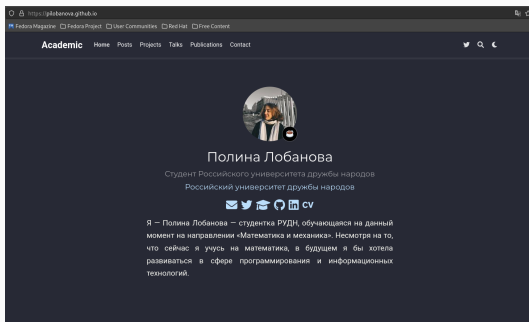 https://pilobanova.github.io
Fedora Magazine Fedora Project User Communities Red Hat Free Content
Academic Home Posts Projects Talks Publications Contact
Полина Лобанова
Студент Российского университета дружбы народов
Российский университет дружбы народов
CV
Я — Полина Лобанова — студентка РУДН, обучающаяся на данный
момент на направлении «Математика и механика». Несмотря на то,
что сейчас я учусь на математика, в будущем я бы хотела
развиваться в сфере программирования и информационных
технологий.